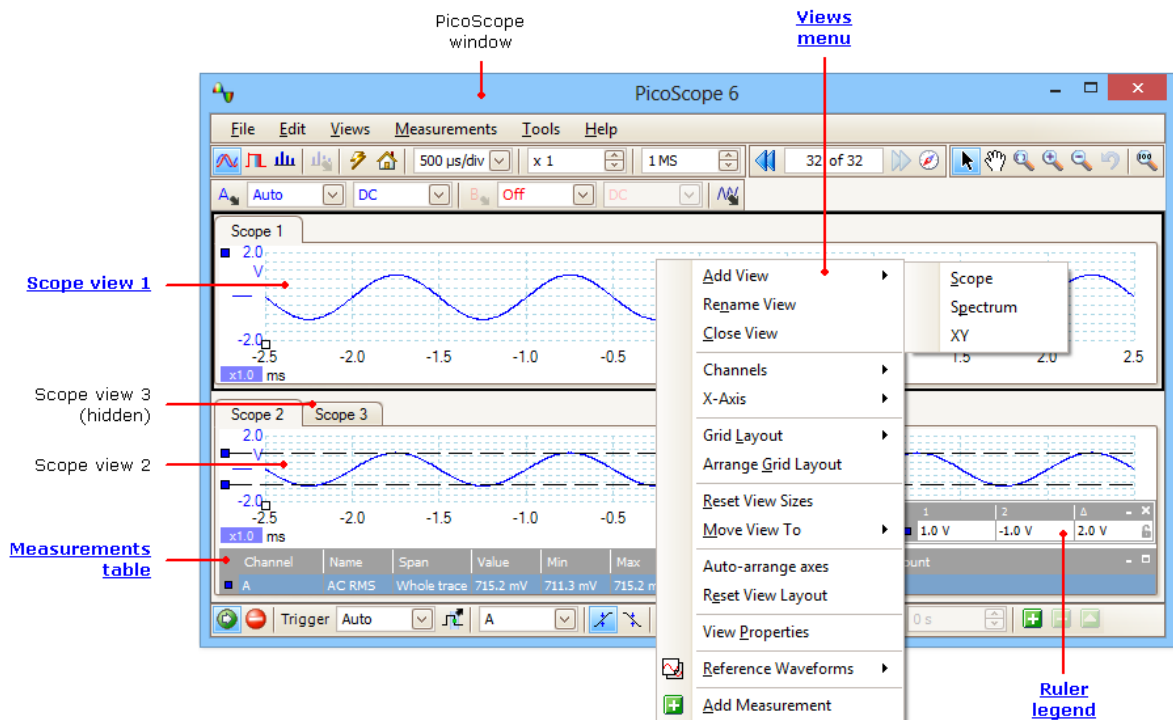 PicoScope
window
Views
menu
PicoScope 6
File Edit Views Measurements Tools Help
500 µs/div x 1 1 MS 32 of 32
A Auto DC B Off DC
Scope 1
2.0
V
-2.0
-2.5 -2.0 -1.5 -1.0 -0.5 1.5 2.0 2.5
x1.0 ms
Scope view 1
Add View
Rename View
Close View
Channels
X-Axis
Grid Layout
Arrange Grid Layout
Reset View Sizes
Move View To
Auto-arrange axes
Reset View Layout
View Properties
Reference Waveforms
Add Measurement
Scope
Spectrum
XY
Scope view 3
(hidden)
Scope 2 Scope 3
2.0
V
-2.0
-2.5 -2.0 -1.5 -1.0 -0.5
x1.0 ms
Scope view 2
1 2 Δ
1.0 V -1.0 V 2.0 V
Measurements
table
Channel Name Span Value Min Max
A AC RMS Whole trace 715.2 mV 711.3 mV
Trigger Auto A 0 s
Ruler
legend